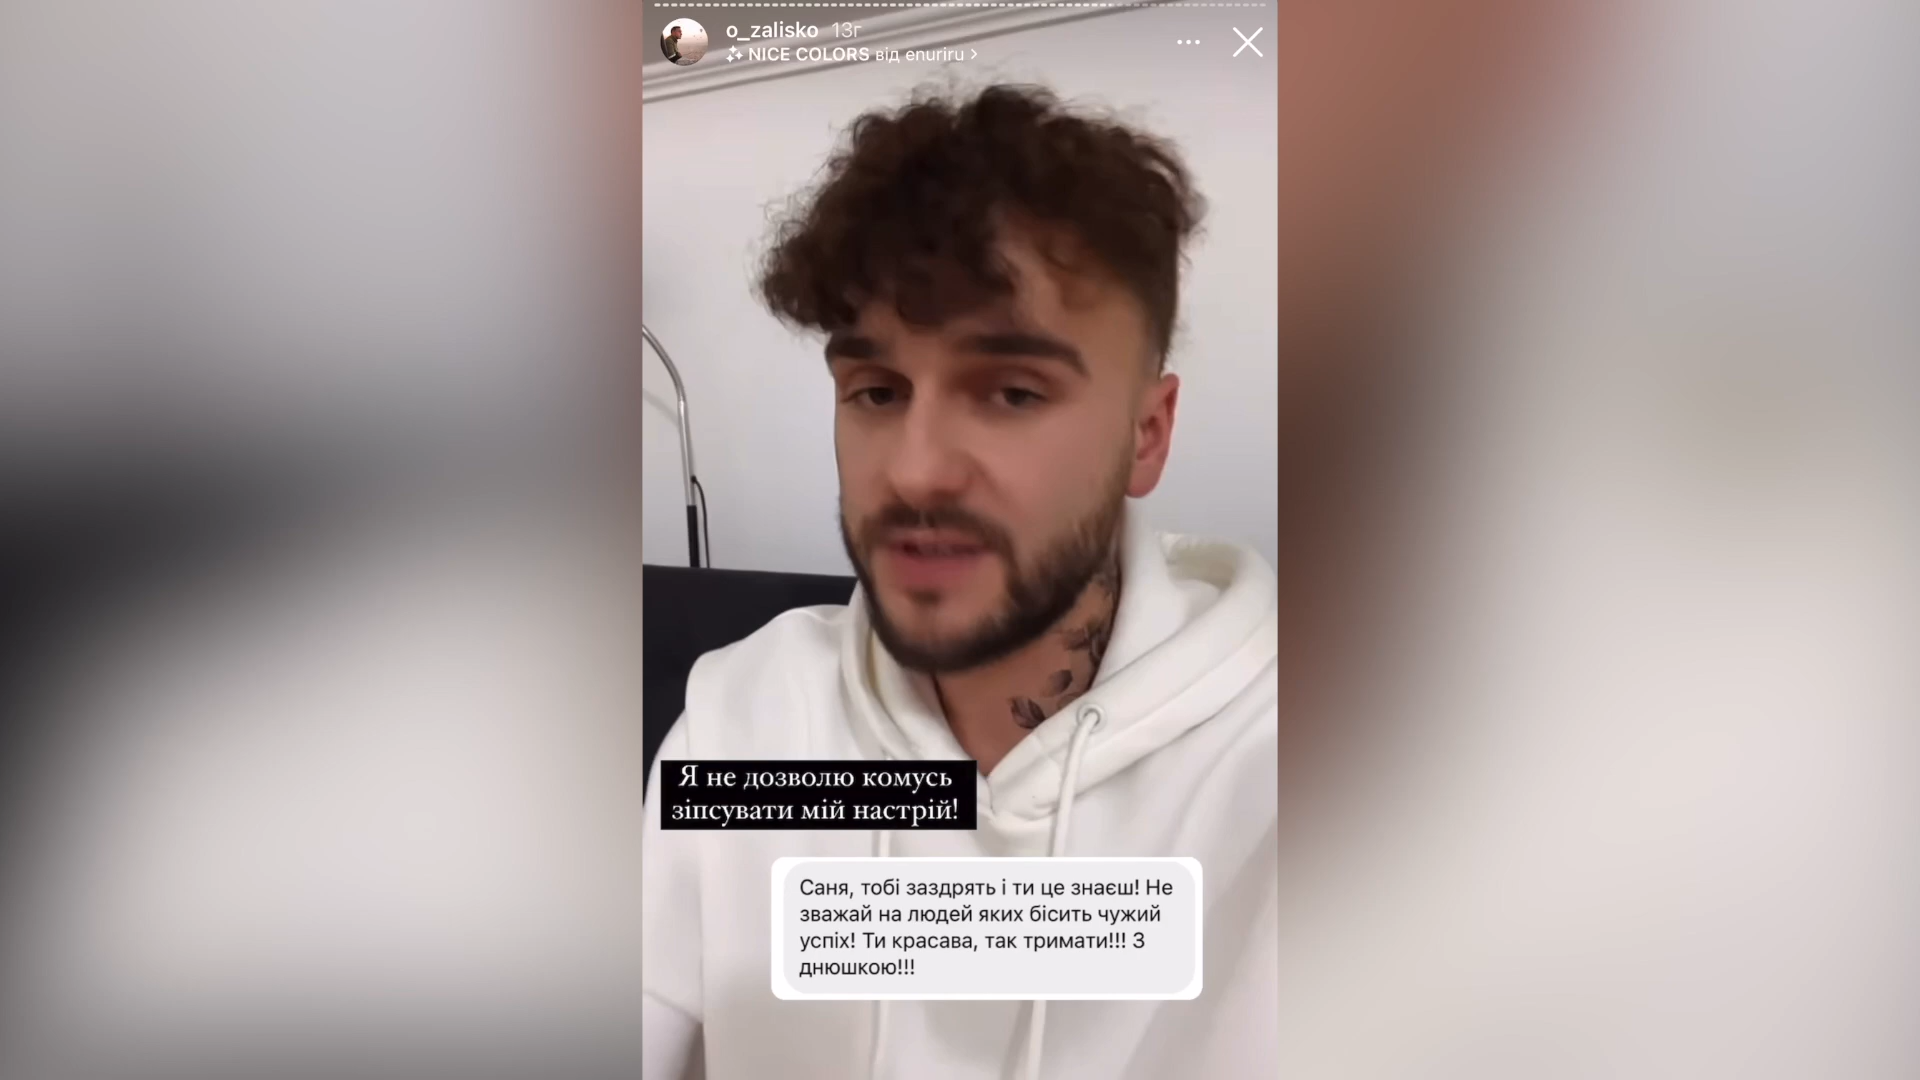 o_zalisko 13г
NICE COLORS від enuriru >
Я не дозволю комусь
зіпсувати мій настрій!
Саня, тобі заздрять і ти це знаєш! Не
зважай на людей яких бісить чужий
успіх! Ти красава, так тримати!!! З
днюшкою!!!